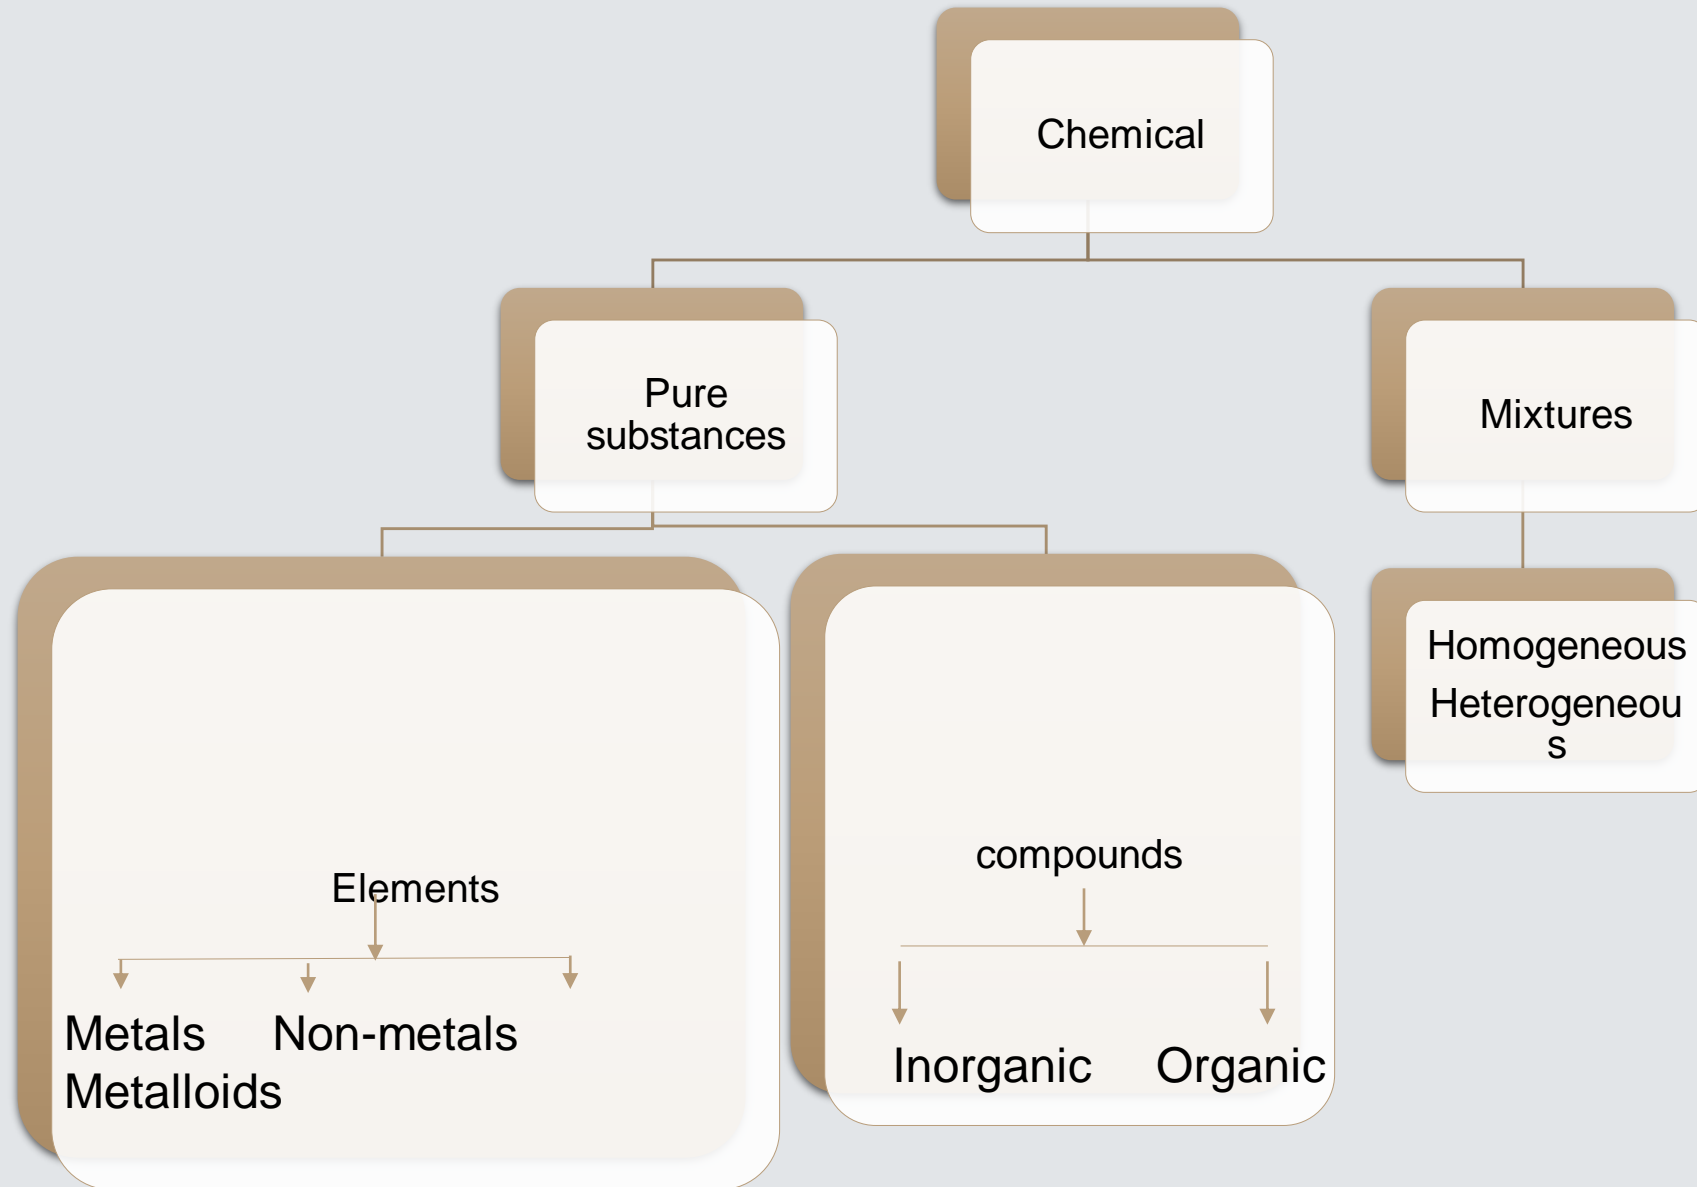 Chemical
Pure
substances
Mixtures
Homogeneous
Heterogeneou
s
Elements
Metals Non-metals
Metalloids
compounds
Inorganic Organic